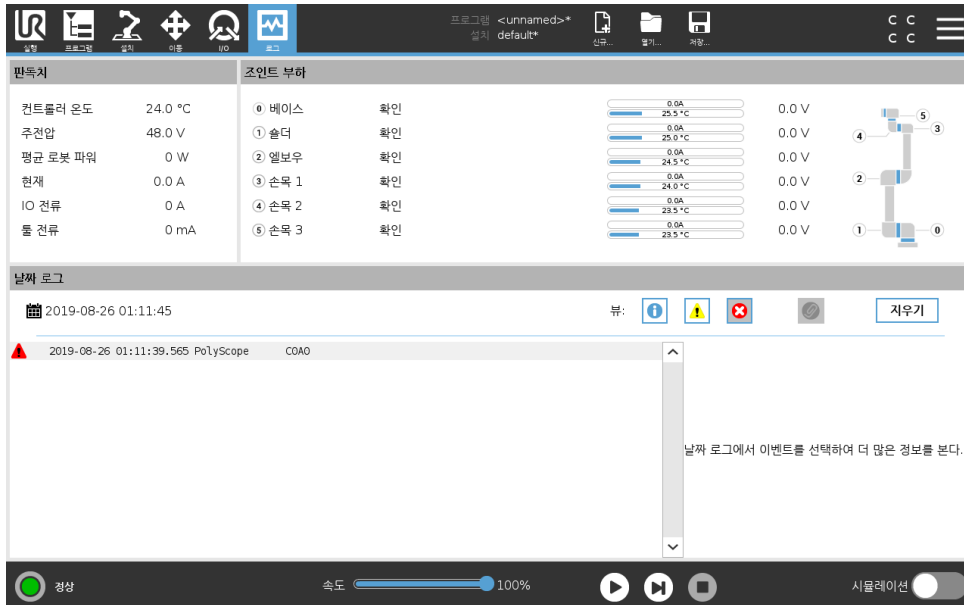 프로그램 <unnamed>*
설치 default*
C C
C C
실행 프로그램 설치 이동 I/O 로그 신규... 열기... 저장...
판독치
조인트 부하
컨트롤러 온도 24.0 °C
주전압 48.0 V
평균 로봇 파워 0 W
현재 0.0 A
IO 전류 0 A
툴 전류 0 mA
0 베이스 확인 0.0A 25.5 °C 0.0 V
1 숄더 확인 0.0A 25.0 °C 0.0 V
2 엘보우 확인 0.0A 24.5 °C 0.0 V
3 손목 1 확인 0.0A 24.0 °C 0.0 V
4 손목 2 확인 0.0A 23.5 °C 0.0 V
5 손목 3 확인 0.0A 23.5 °C 0.0 V
5
3
4
2
1 0
날짜 로그
2019-08-26 01:11:45 뷰: 지우기
2019-08-26 01:11:39.565 PolyScope C0A0
날짜 로그에서 이벤트를 선택하여 더 많은 정보를 본다.
정상 속도 100% 시뮬레이션